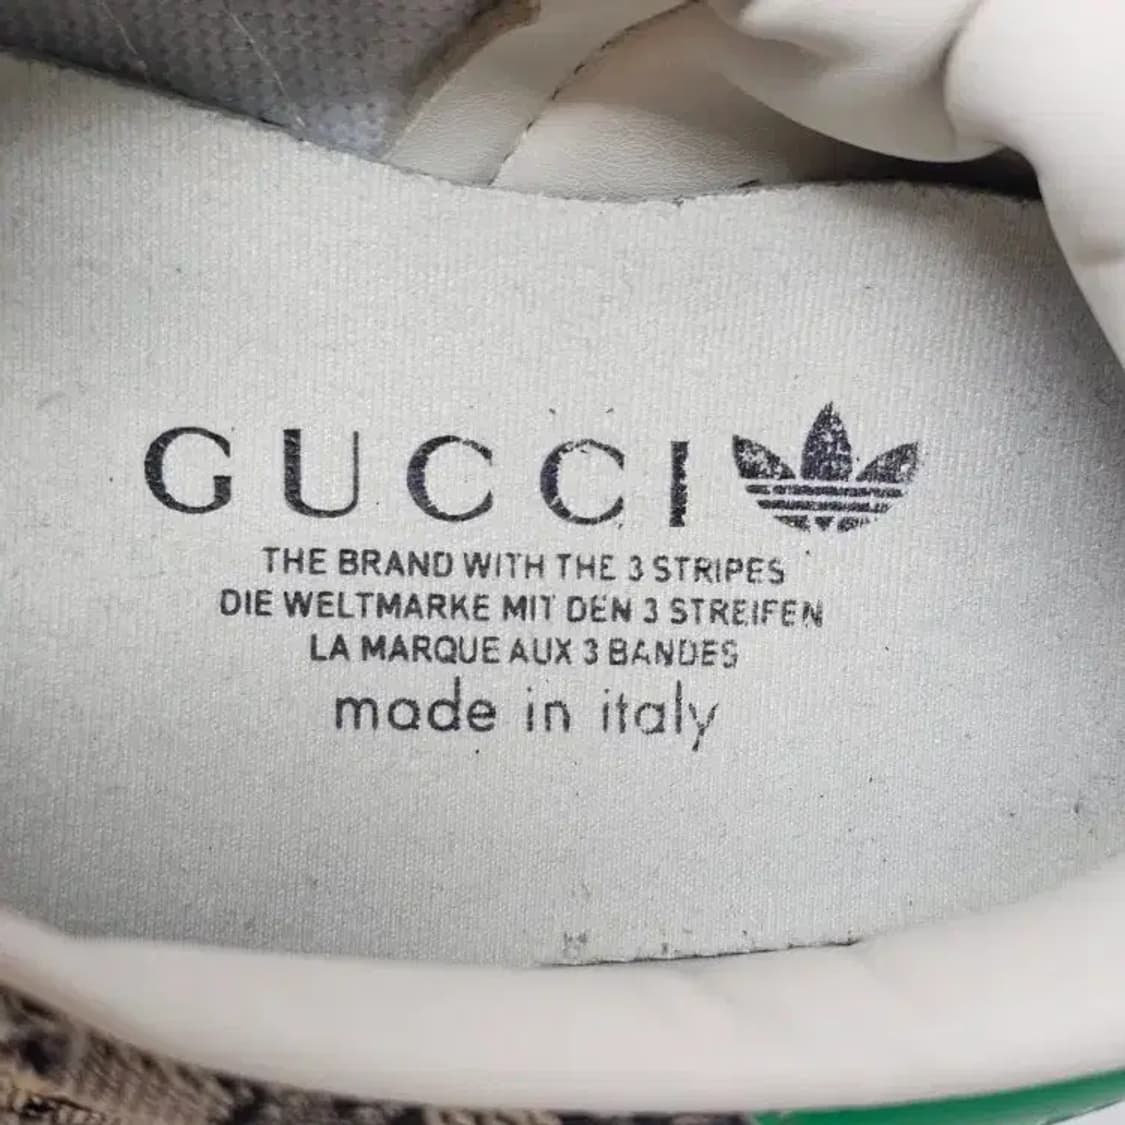 GUCCI
THE BRAND WITH THE 3 STRIPES
DIE WELTMARKE MIT DEN 3 STREIFEN
LA MARQUE AUX 3 BANDES
made in italy